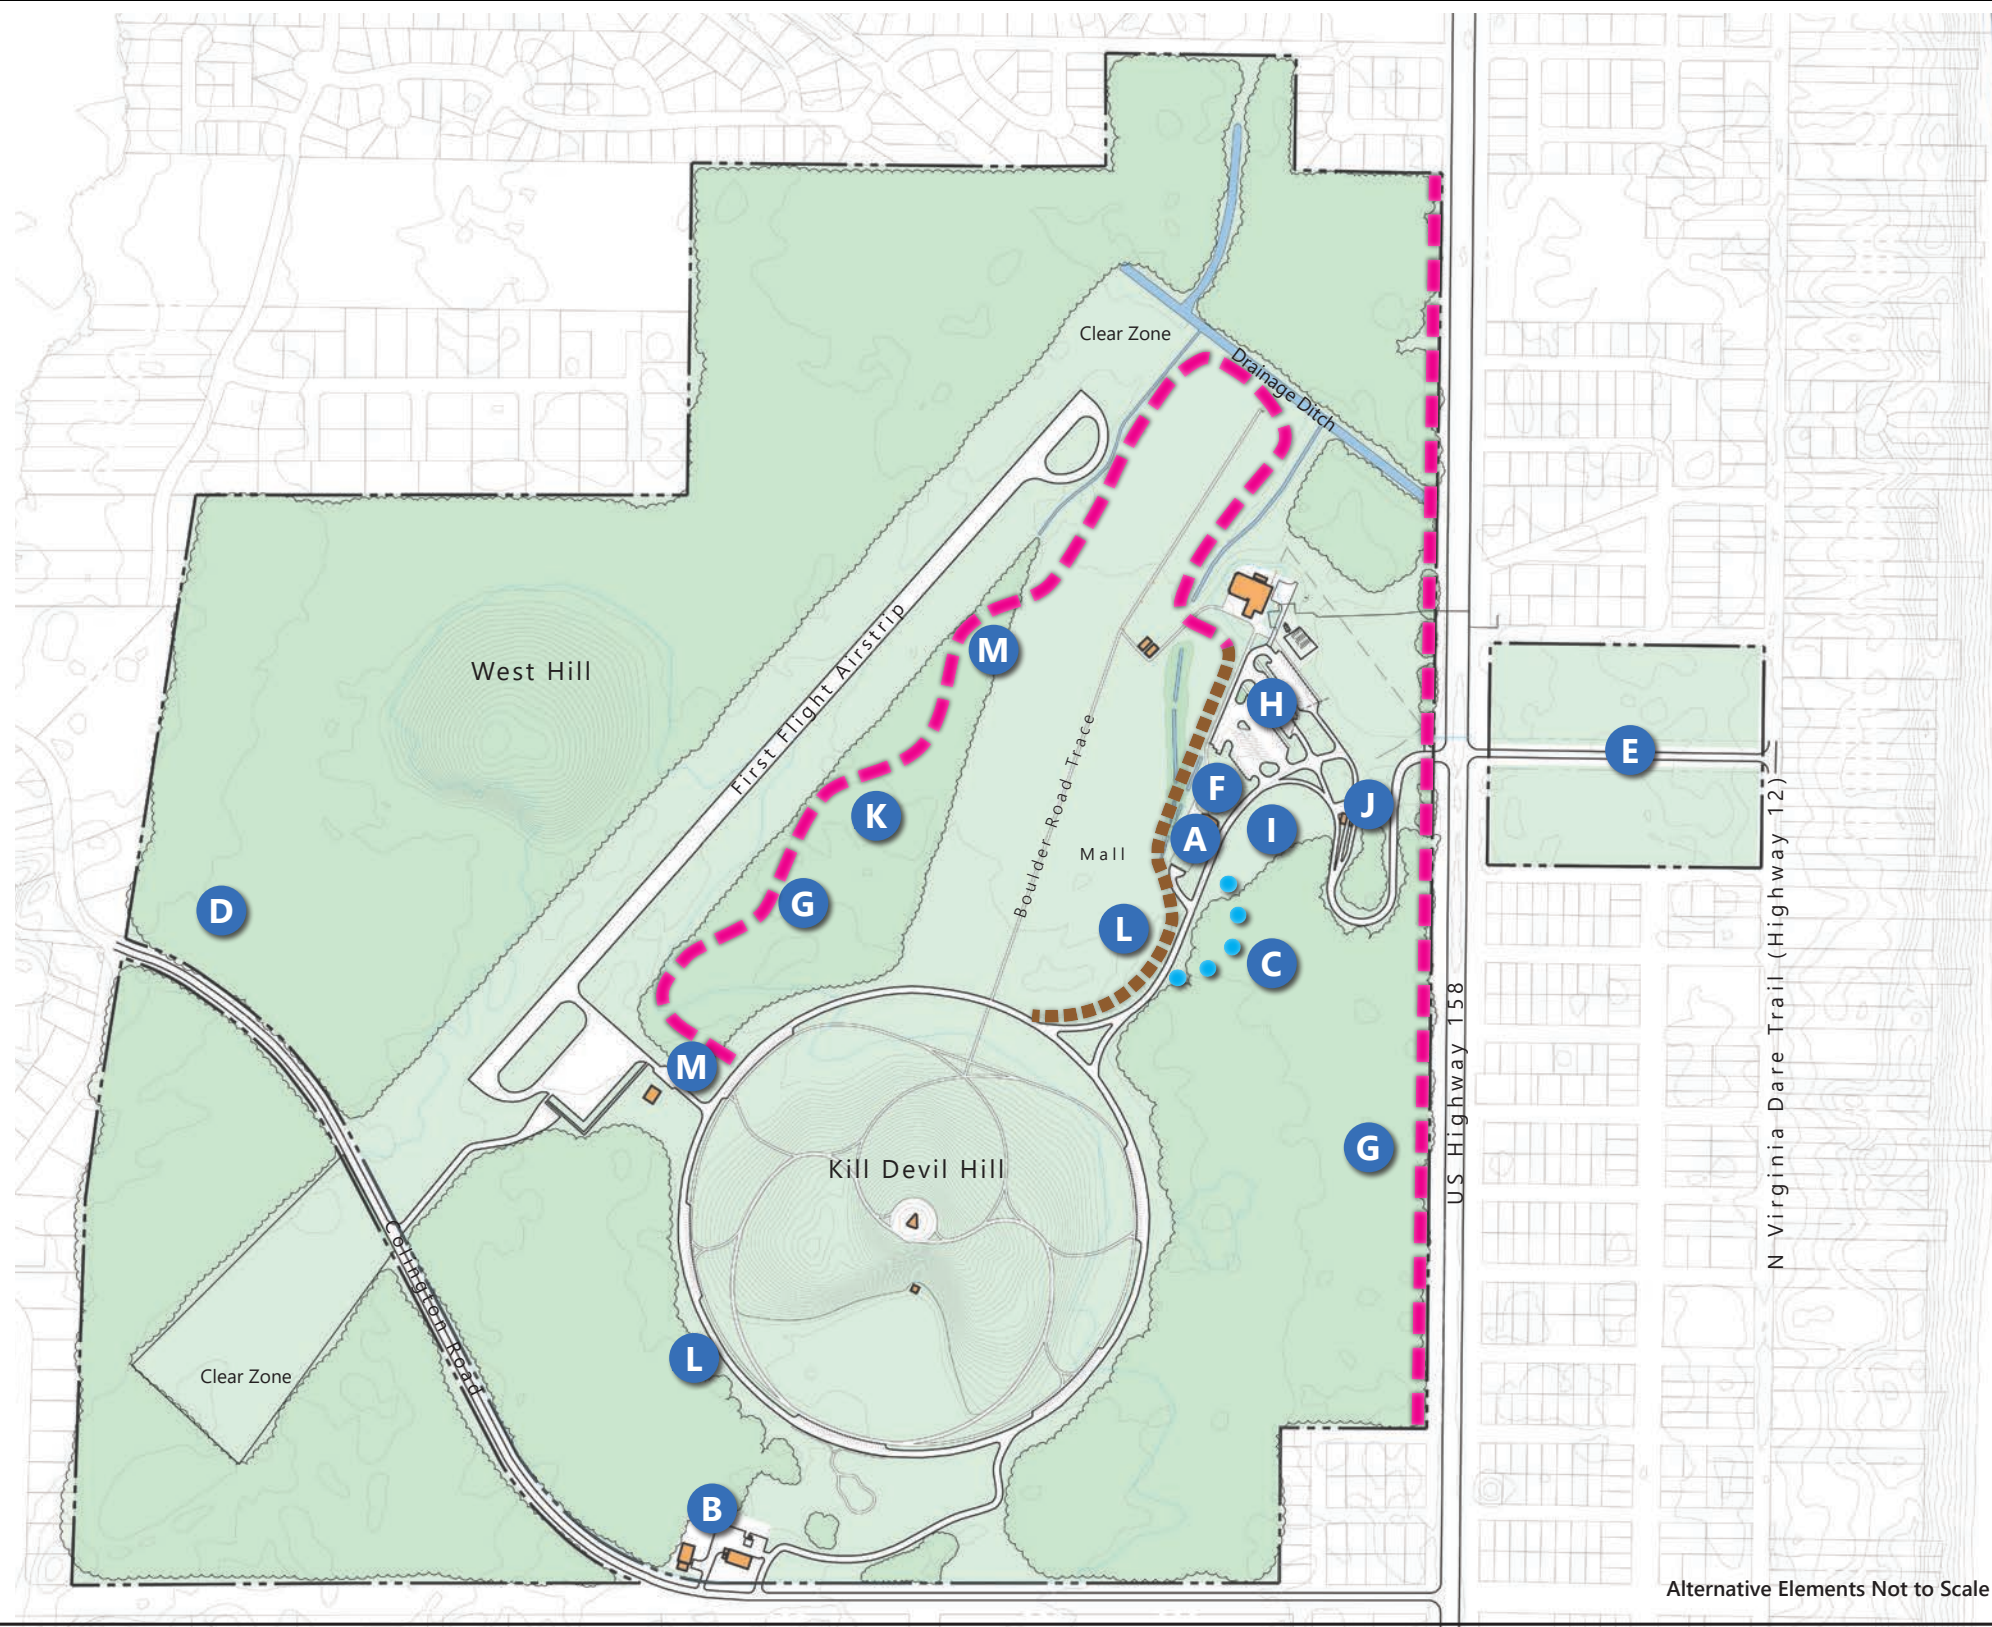 Clear Zone
Drainage Ditch
West Hill
M
First Flight Airstrip
H
E
F
J
K
A
I
Boulder Road Trace
Mall
G
D
L
C
US Highway 158
N Virginia Dare Trail (Highway 12)
M
G
Kill Devil Hill
Colington Road
L
Clear Zone
B
Alternative Elements Not to Scale